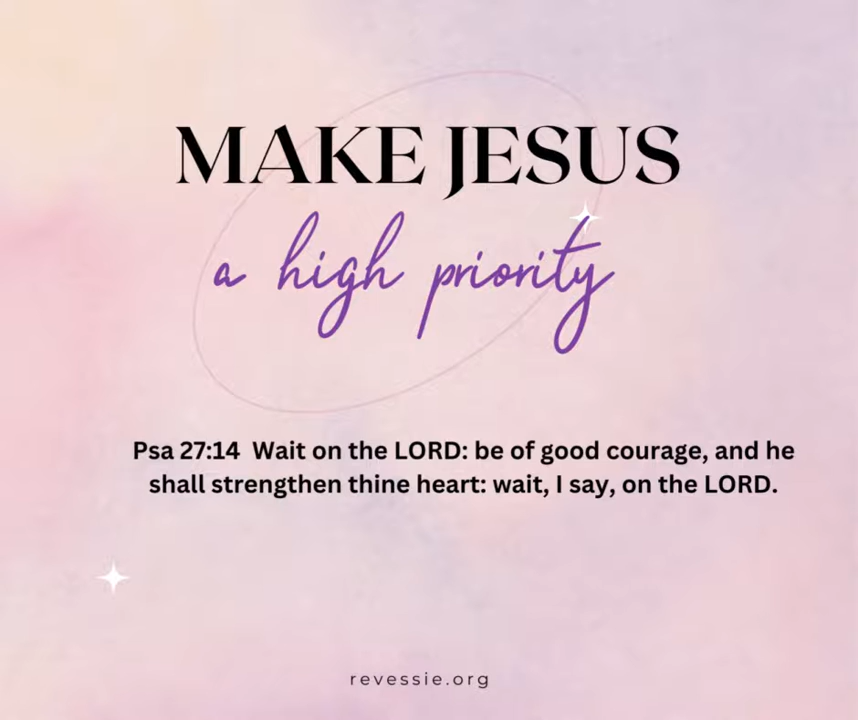 MAKE JESUS
a high priority
Psa 27:14  Wait on the LORD: be of good courage, and he
shall strengthen thine heart: wait, I say, on the LORD.
revessie.org